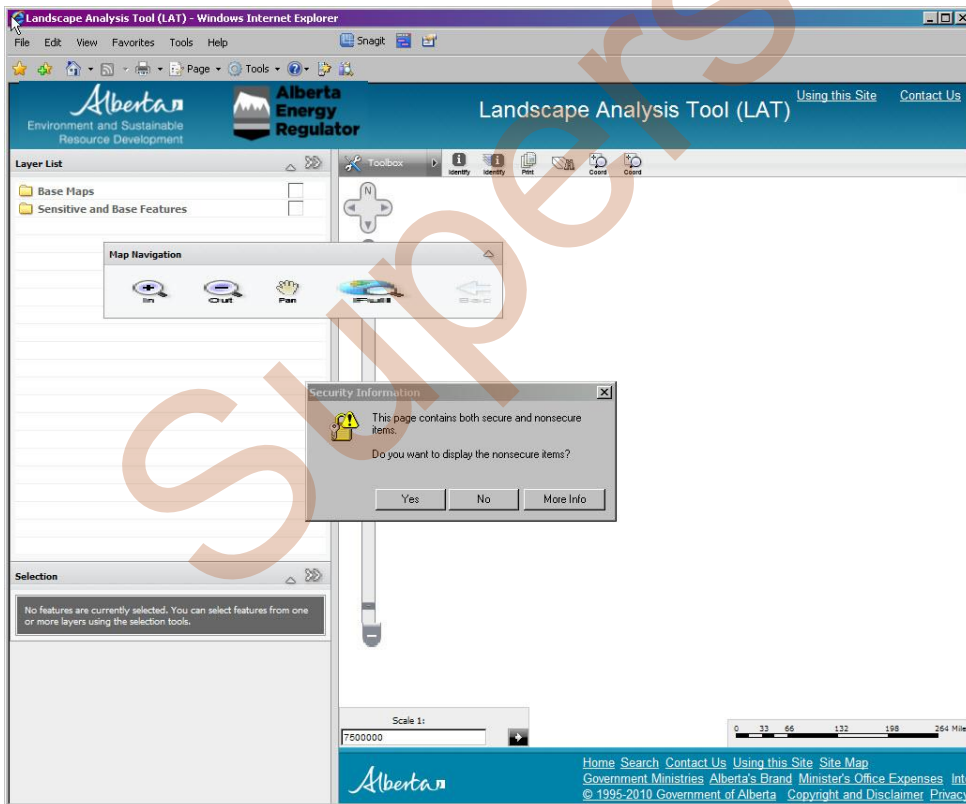 Landscape Analysis Tool (LAT) - Windows Internet Explorer
File Edit View Favorites Tools Help Snagit
Page Tools
Alberta
Environment and Sustainable
Resource Development
Alberta
Energy
Regulator
Landscape Analysis Tool (LAT)
Using this Site Contact Us
Layer List
Toolbox
Identify Identify Print Coord Coord
Base Maps
Sensitive and Base Features
N
Map Navigation
In Out Pan Full Bac
Security Information
This page contains both secure and nonsecure
items.
Do you want to display the nonsecure items?
Yes No More Info
Selection
No features are currently selected. You can select features from one
or more layers using the selection tools.
Scale 1:
7500000
0 33 66 132 198 264 Mile
Alberta
Home Search Contact Us Using this Site Site Map
Government Ministries Alberta's Brand Minister's Office Expenses Int
© 1995-2010 Government of Alberta Copyright and Disclaimer Privacy
Supers